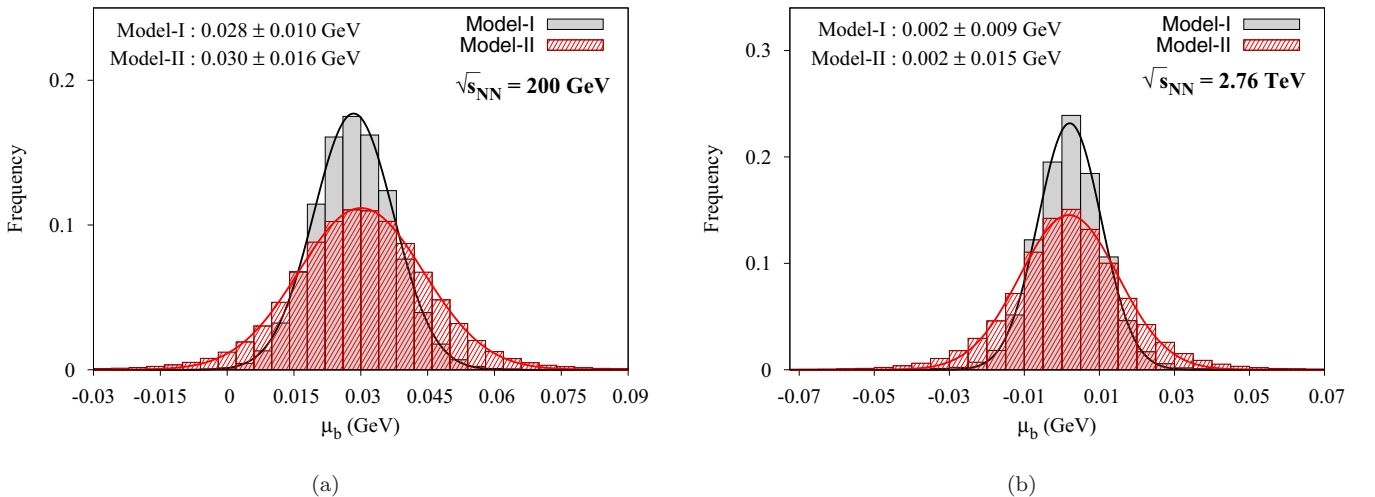 Model-I : 0.028 ± 0.010 GeV
Model-II : 0.030 ± 0.016 GeV
Model-I
Model-II
√sNN = 200 GeV
Frequency
0.2
0.1
0
-0.03 -0.015 0 0.015 0.03 0.045 0.06 0.075 0.09
μb (GeV)
(a)
Model-I : 0.002 ± 0.009 GeV
Model-II : 0.002 ± 0.015 GeV
Model-I
Model-II
√sNN = 2.76 TeV
Frequency
0.3
0.2
0.1
0
-0.07 -0.05 -0.03 -0.01 0.01 0.03 0.05 0.07
μb (GeV)
(b)